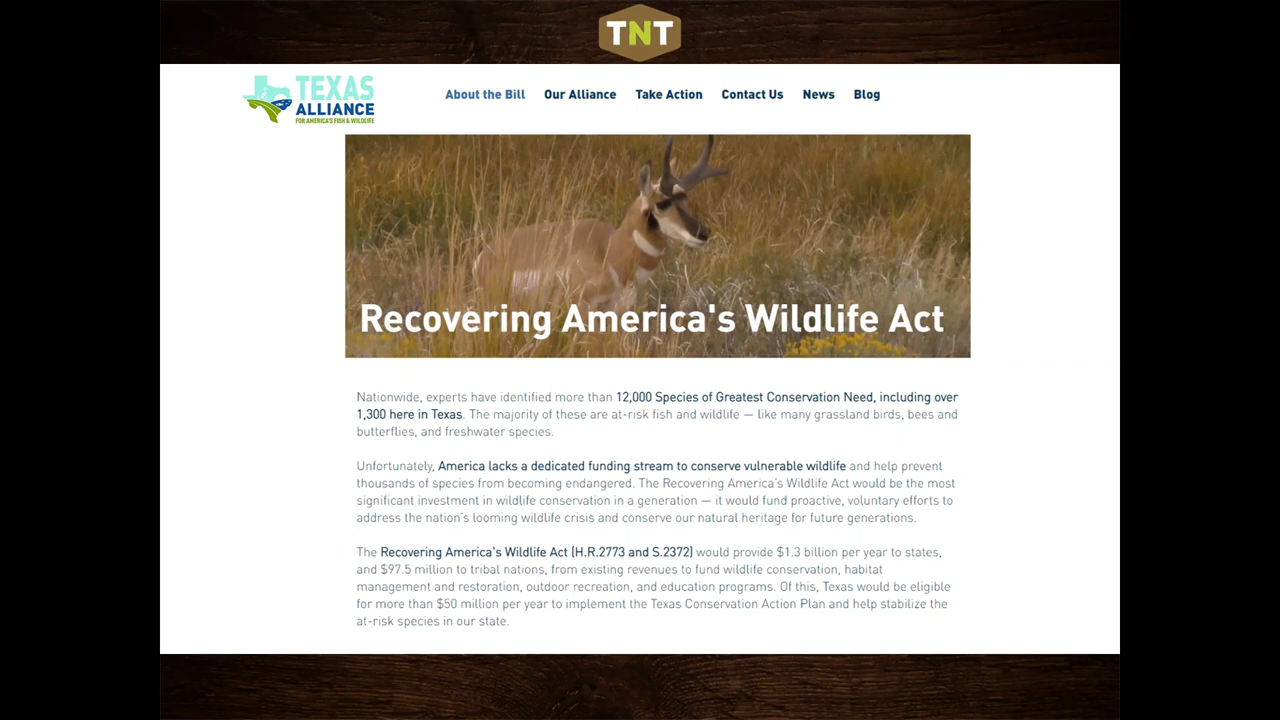 TNT
TEXAS
ALLIANCE
FOR AMERICA'S FISH & WILDLIFE
About the Bill Our Alliance Take Action Contact Us News Blog
Recovering America's Wildlife Act
Nationwide, experts have identified more than 12,000 Species of Greatest Conservation Need, including over
1,300 here in Texas. The majority of these are at-risk fish and wildlife — like many grassland birds, bees and
butterflies, and freshwater species.
Unfortunately, America lacks a dedicated funding stream to conserve vulnerable wildlife and help prevent
thousands of species from becoming endangered. The Recovering America's Wildlife Act would be the most
significant investment in wildlife conservation in a generation — it would fund proactive, voluntary efforts to
address the nation's looming wildlife crisis and conserve our natural heritage for future generations.
The Recovering America's Wildlife Act (H.R.2773 and S.2372) would provide $1.3 billion per year to states,
and $97.5 million to tribal nations, from existing revenues to fund wildlife conservation, habitat
management and restoration, outdoor recreation, and education programs. Of this, Texas would be eligible
for more than $50 million per year to implement the Texas Conservation Action Plan and help stabilize the
at-risk species in our state.